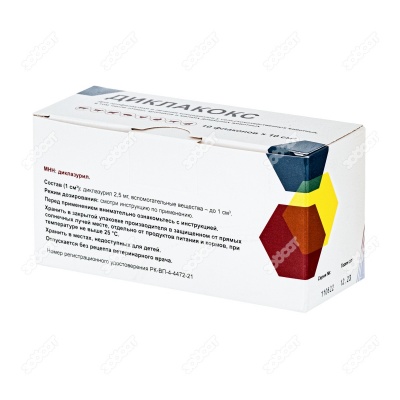 ДИКЛАКОКС
10 флаконов × 10 см³
МНН: диклазурил.
Состав (1 см³): диклазурил 2,5 мг, вспомогательные вещества – до 1 см³.
Режим дозирования: смотри инструкцию по применению.
Перед применением внимательно ознакомьтесь с инструкцией.
Хранить в закрытой упаковке производителя в защищенном от прямых
солнечных лучей месте, отдельно от продуктов питания и кормов, при
температуре не выше 25 °С.
Хранить в местах, недоступных для детей.
Отпускается без рецепта ветеринарного врача.
Номер регистрационного удостоверения РК-ВП-4-4472-21
Серия №:
110822